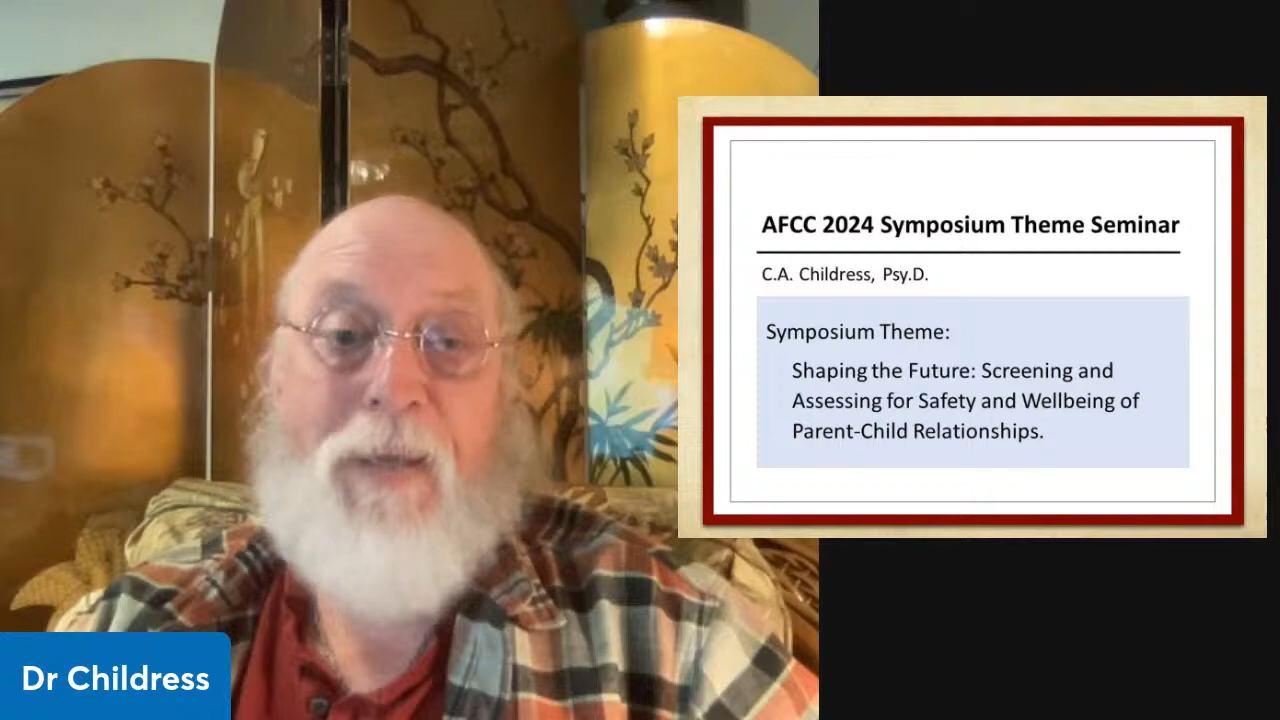 AFCC 2024 Symposium Theme Seminar
C.A. Childress, Psy.D.
Symposium Theme:
Shaping the Future: Screening and
Assessing for Safety and Wellbeing of
Parent-Child Relationships.
Dr Childress